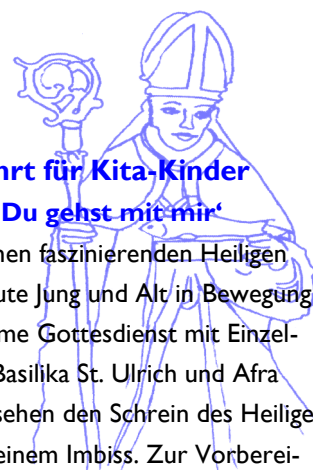 hrt für Kita-Kinder
Du gehst mit mir‘
nen faszinierenden Heiligen
ute Jung und Alt in Bewegung
me Gottesdienst mit Einzel-
Basilika St. Ulrich und Afra
sehen den Schrein des Heilige
einem Imbiss. Zur Vorberei-